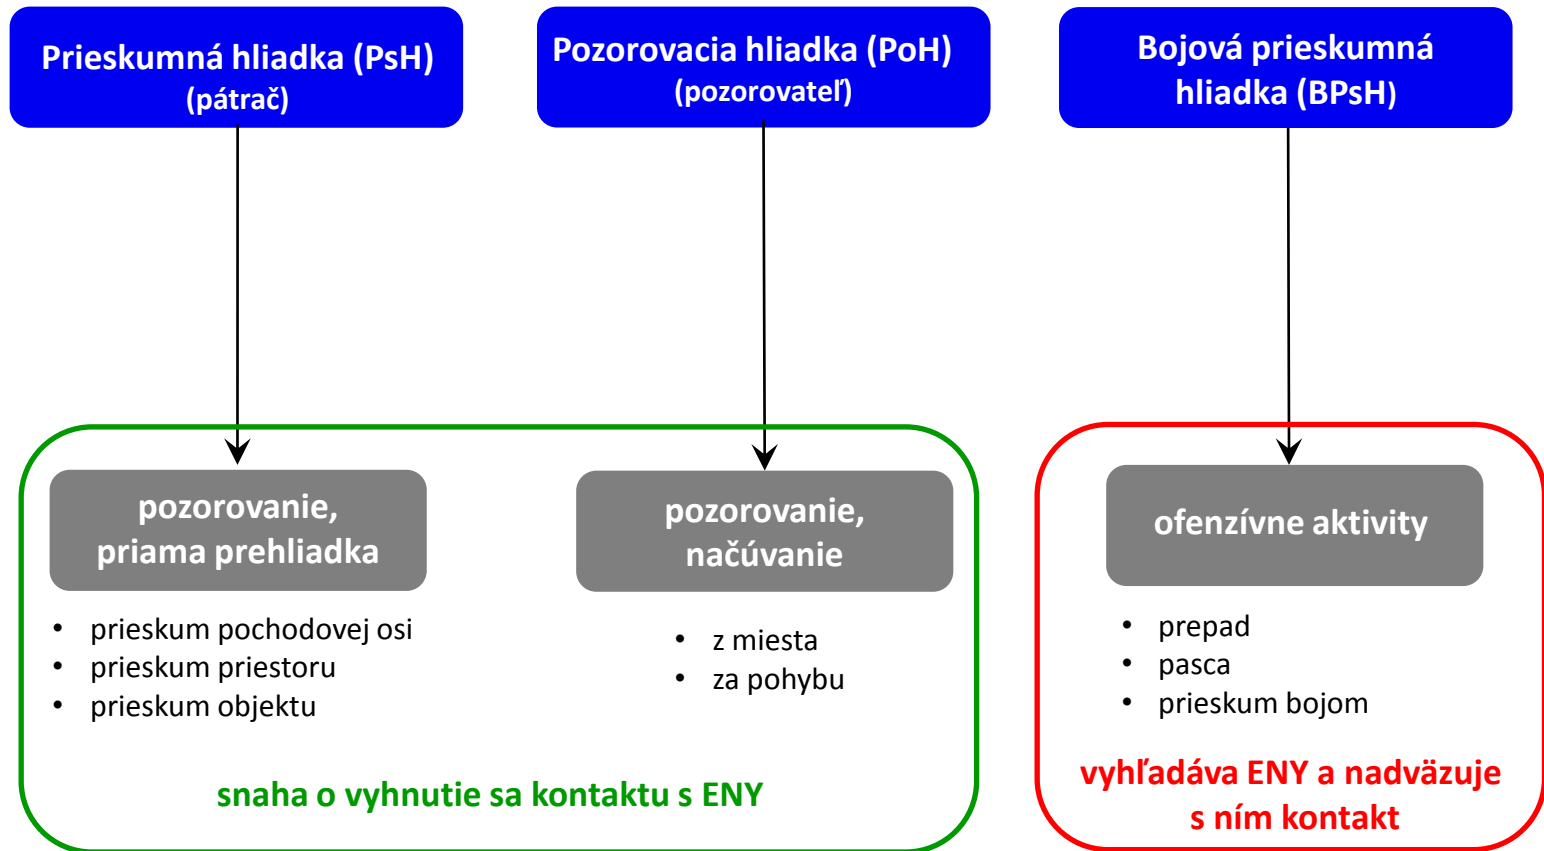 Prieskumná hliadka (PsH)
(pátrač)
Pozorovacia hliadka (PoH)
(pozorovateľ)
Bojová prieskumná
hliadka (BPsH)
pozorovanie,
priama prehliadka
• prieskum pochodovej osi
• prieskum priestoru
• prieskum objektu
pozorovanie,
načúvanie
• z miesta
• za pohybu
snaha o vyhnutie sa kontaktu s ENY
ofenzívne aktivity
• prepad
• pasca
• prieskum bojom
vyhľadáva ENY a nadväzuje
s ním kontakt